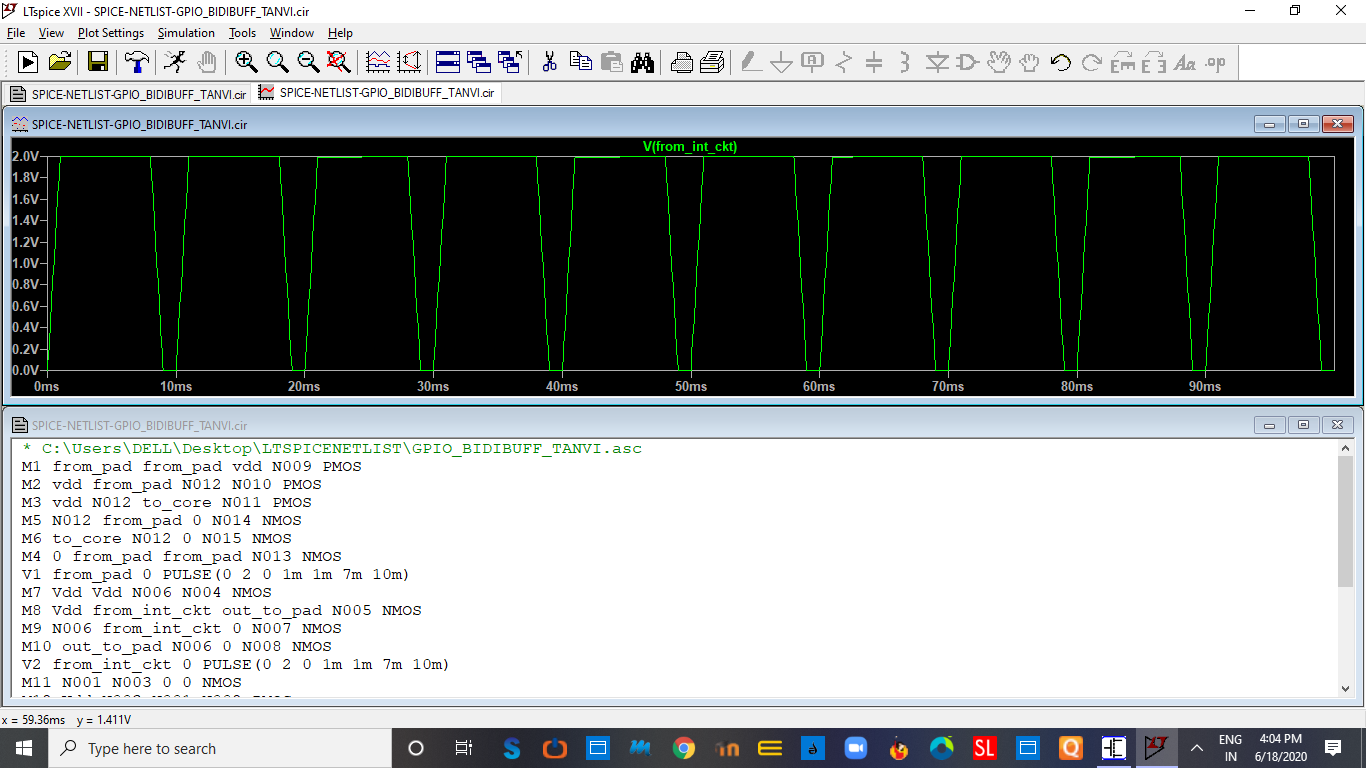 LTspice XVII - SPICE-NETLIST-GPIO_BIDIBUFF_TANVI.cir
File View Plot Settings Simulation Tools Window Help
SPICE-NETLIST-GPIO_BIDIBUFF_TANVI.cir SPICE-NETLIST-GPIO_BIDIBUFF_TANVI.cir
SPICE-NETLIST-GPIO_BIDIBUFF_TANVI.cir
V(from_int_ckt)
2.0V
1.8V
1.6V
1.4V
1.2V
1.0V
0.8V
0.6V
0.4V
0.2V
0.0V
0ms 10ms 20ms 30ms 40ms 50ms 60ms 70ms 80ms 90ms
SPICE-NETLIST-GPIO_BIDIBUFF_TANVI.cir
* C:\Users\DELL\Desktop\LTSPICENETLIST\GPIO_BIDIBUFF_TANVI.asc
M1 from_pad from_pad vdd N009 PMOS
M2 vdd from_pad N012 N010 PMOS
M3 vdd N012 to_core N011 PMOS
M5 N012 from_pad 0 N014 NMOS
M6 to_core N012 0 N015 NMOS
M4 0 from_pad from_pad N013 NMOS
V1 from_pad 0 PULSE(0 2 0 1m 1m 7m 10m)
M7 Vdd Vdd N006 N004 NMOS
M8 Vdd from_int_ckt out_to_pad N005 NMOS
M9 N006 from_int_ckt 0 N007 NMOS
M10 out_to_pad N006 0 N008 NMOS
V2 from_int_ckt 0 PULSE(0 2 0 1m 1m 7m 10m)
M11 N001 N003 0 0 NMOS
x = 59.36ms y = 1.411V
Type here to search
ENG 4:04 PM
IN 6/18/2020